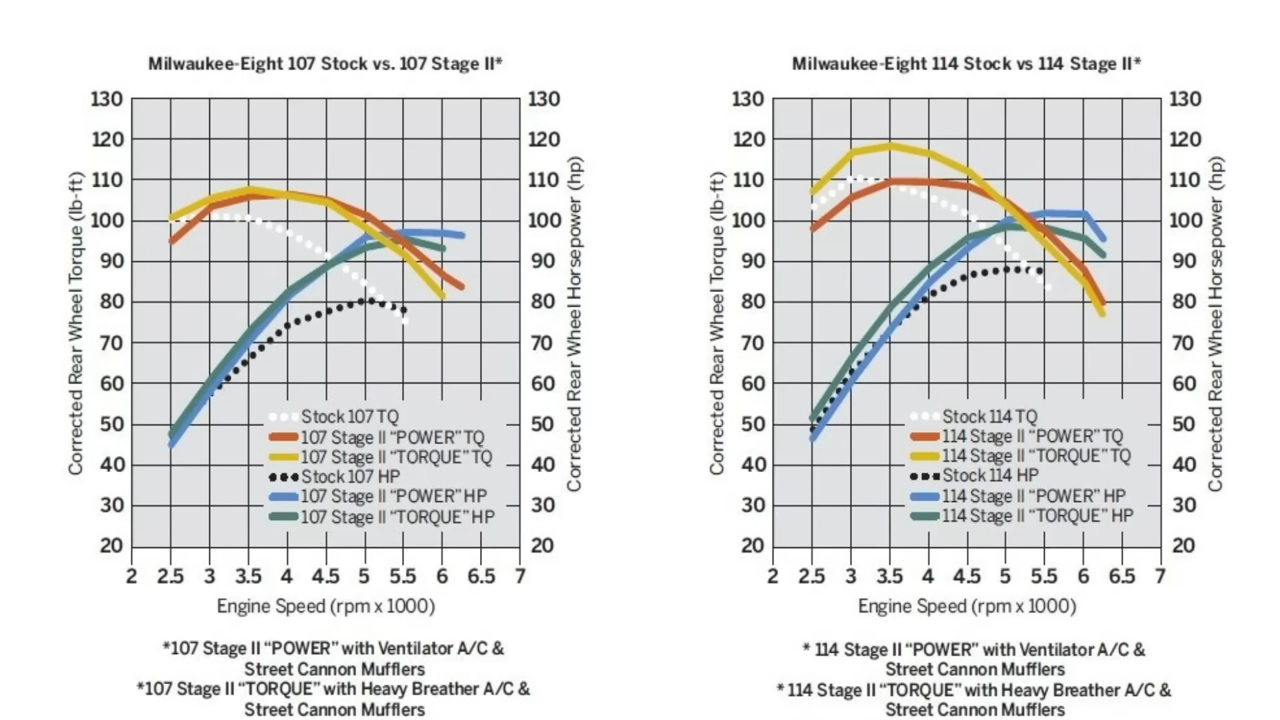 Milwaukee-Eight 107 Stock vs. 107 Stage II*
130
120
110
100
90
80
70
60
50
40
30
20
130
120
110
100
90
80
70
60
50
40
30
20
Corrected Rear Wheel Torque (lb-ft)
Corrected Rear Wheel Horsepower (hp)
Stock 107 TQ
107 Stage II “POWER” TQ
107 Stage II “TORQUE” TQ
Stock 107 HP
107 Stage II “POWER” HP
107 Stage II “TORQUE” HP
2 2.5 3 3.5 4 4.5 5 5.5 6 6.5 7
Engine Speed (rpm x 1000)
*107 Stage II “POWER” with Ventilator A/C &
Street Cannon Mufflers
*107 Stage II “TORQUE” with Heavy Breather A/C &
Street Cannon Mufflers
Milwaukee-Eight 114 Stock vs 114 Stage II*
130
120
110
100
90
80
70
60
50
40
30
20
130
120
110
100
90
80
70
60
50
40
30
20
Corrected Rear Wheel Torque (lb-ft)
Corrected Rear Wheel Horsepower (hp)
Stock 114 TQ
114 Stage II “POWER” TQ
114 Stage II “TORQUE” TQ
Stock 114 HP
114 Stage II “POWER” HP
114 Stage II “TORQUE” HP
2 2.5 3 3.5 4 4.5 5 5.5 6 6.5 7
Engine Speed (rpm x 1000)
* 114 Stage II “POWER” with Ventilator A/C &
Street Cannon Mufflers
* 114 Stage II “TORQUE” with Heavy Breather A/C &
Street Cannon Mufflers